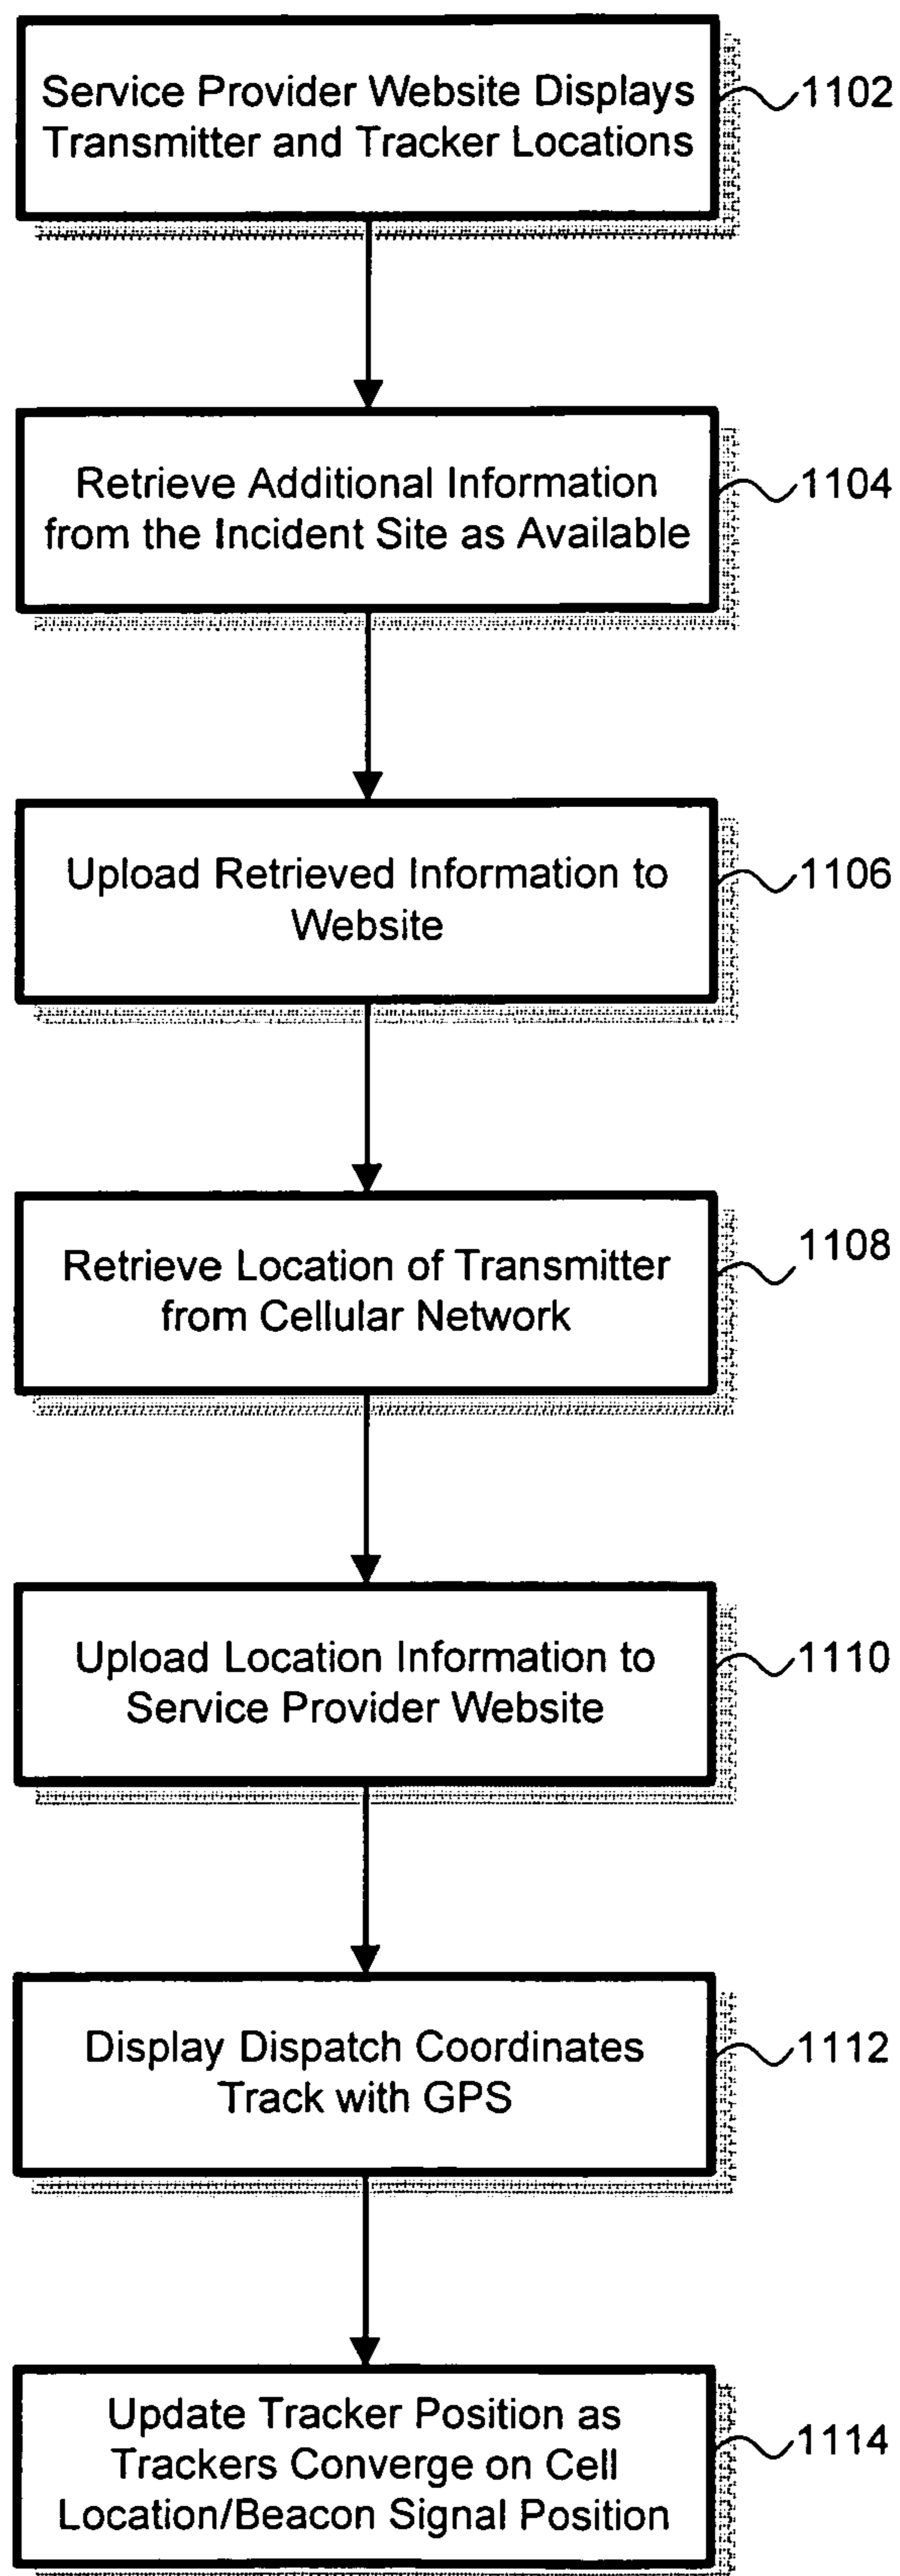 Service Provider Website Displays
Transmitter and Tracker Locations
1102
Retrieve Additional Information
from the Incident Site as Available
1104
Upload Retrieved Information to
Website
1106
Retrieve Location of Transmitter
from Cellular Network
1108
Upload Location Information to
Service Provider Website
1110
Display Dispatch Coordinates
Track with GPS
1112
Update Tracker Position as
Trackers Converge on Cell
Location/Beacon Signal Position
1114